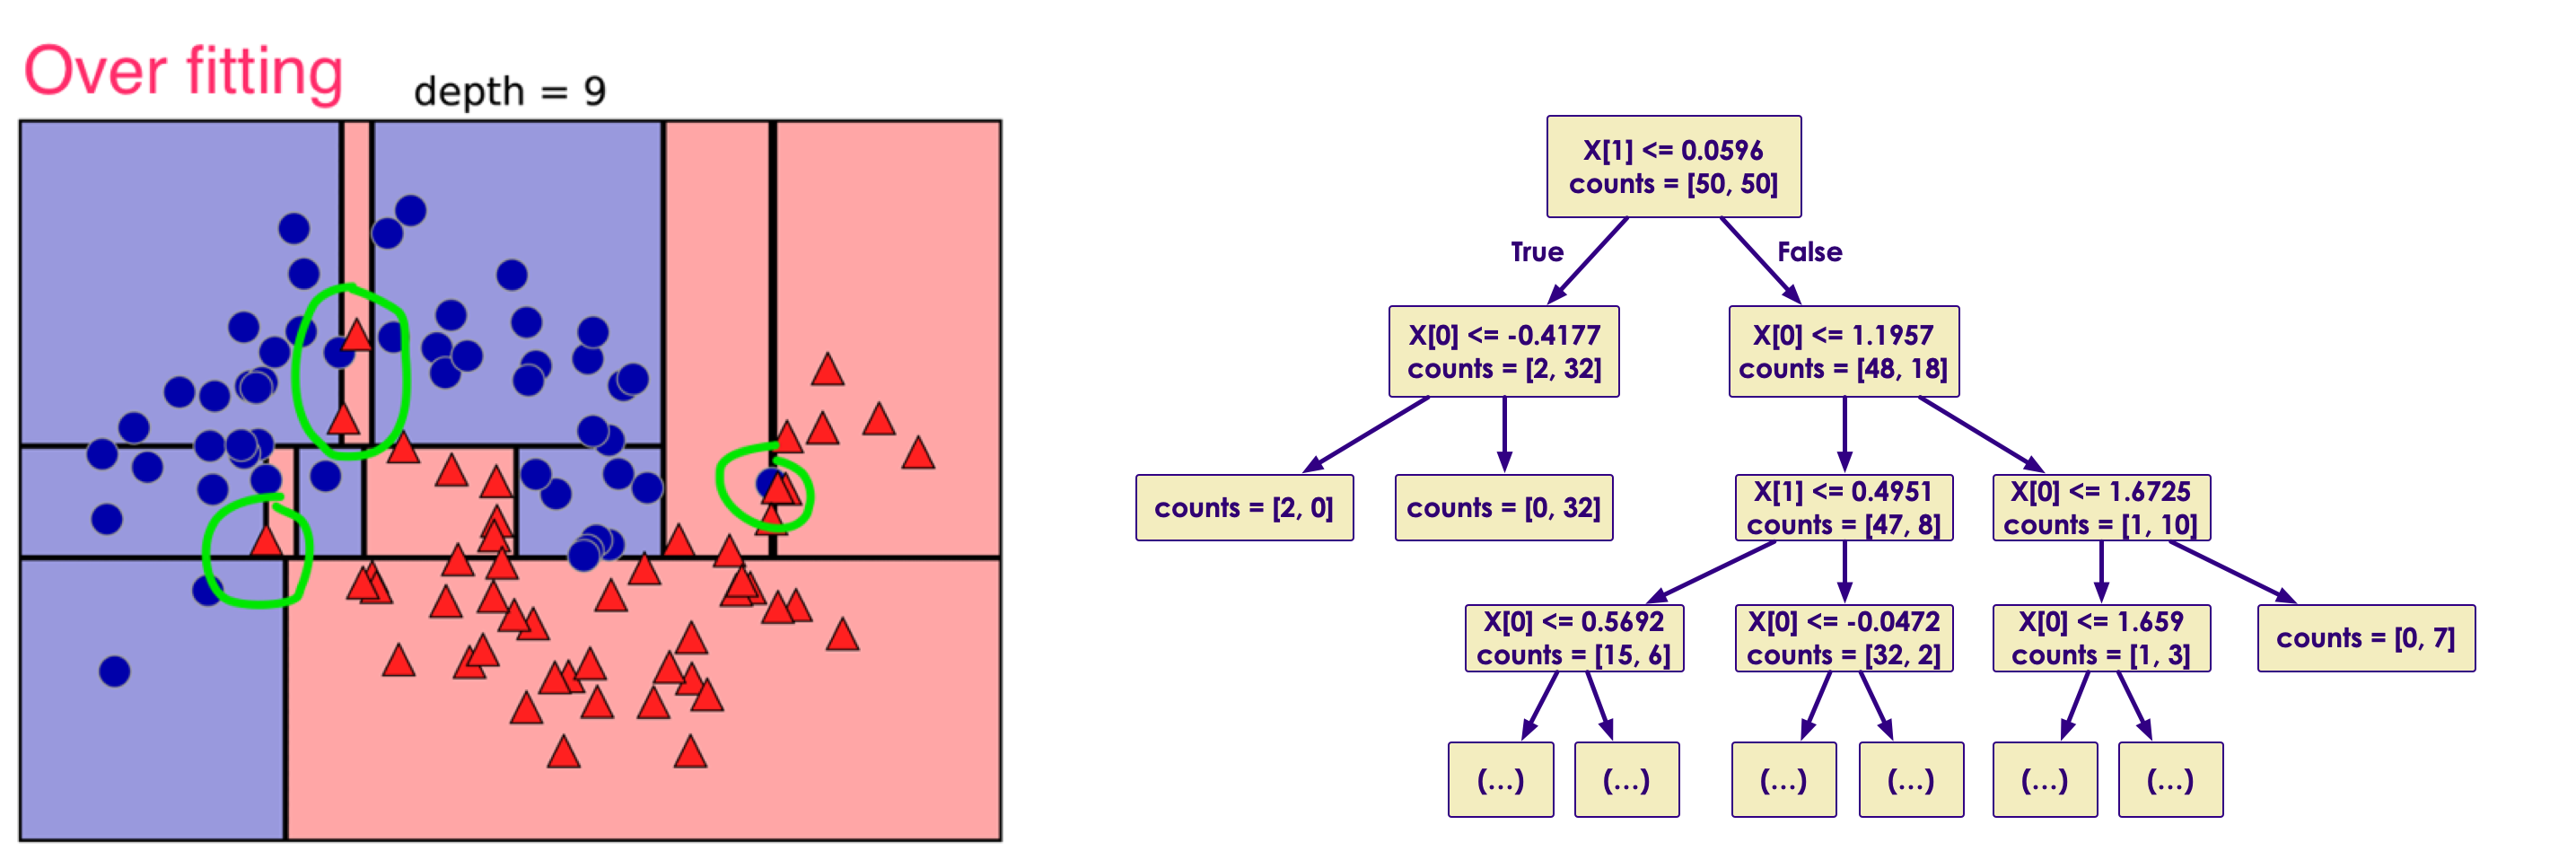 Over fitting
depth = 9
X[1] <= 0.0596
counts = [50, 50]
True
False
X[0] <= -0.4177
counts = [2, 32]
X[0] <= 1.1957
counts = [48, 18]
counts = [2, 0]
counts = [0, 32]
X[1] <= 0.4951
counts = [47, 8]
X[0] <= 1.6725
counts = [1, 10]
X[0] <= 0.5692
counts = [15, 6]
X[0] <= -0.0472
counts = [32, 2]
X[0] <= 1.659
counts = [1, 3]
counts = [0, 7]
(...)
(...)
(...)
(...)
(...)
(...)